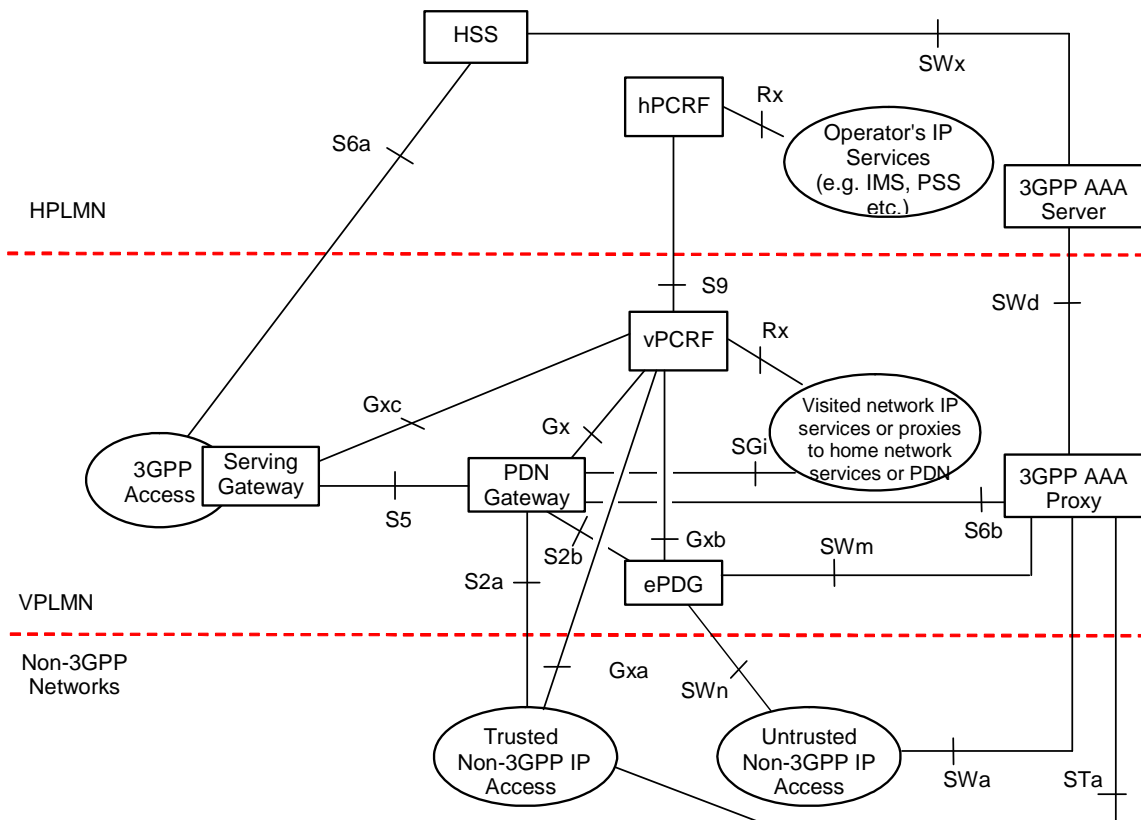 HSS
SWx
hPCRF
Rx
Operator's IP
Services
(e.g. IMS, PSS
etc.)
S6a
3GPP AAA
Server
HPLMN
S9
SWd
vPCRF
Rx
Gxc
Gx
Visited network IP
services or proxies
to home network
services or PDN
SGi
3GPP
Access
Serving
Gateway
PDN
Gateway
3GPP AAA
Proxy
S5
S6b
S2b
Gxb
SWm
S2a
ePDG
VPLMN
Non-3GPP
Networks
Gxa
SWn
Trusted
Non-3GPP IP
Access
Untrusted
Non-3GPP IP
Access
SWa
STa